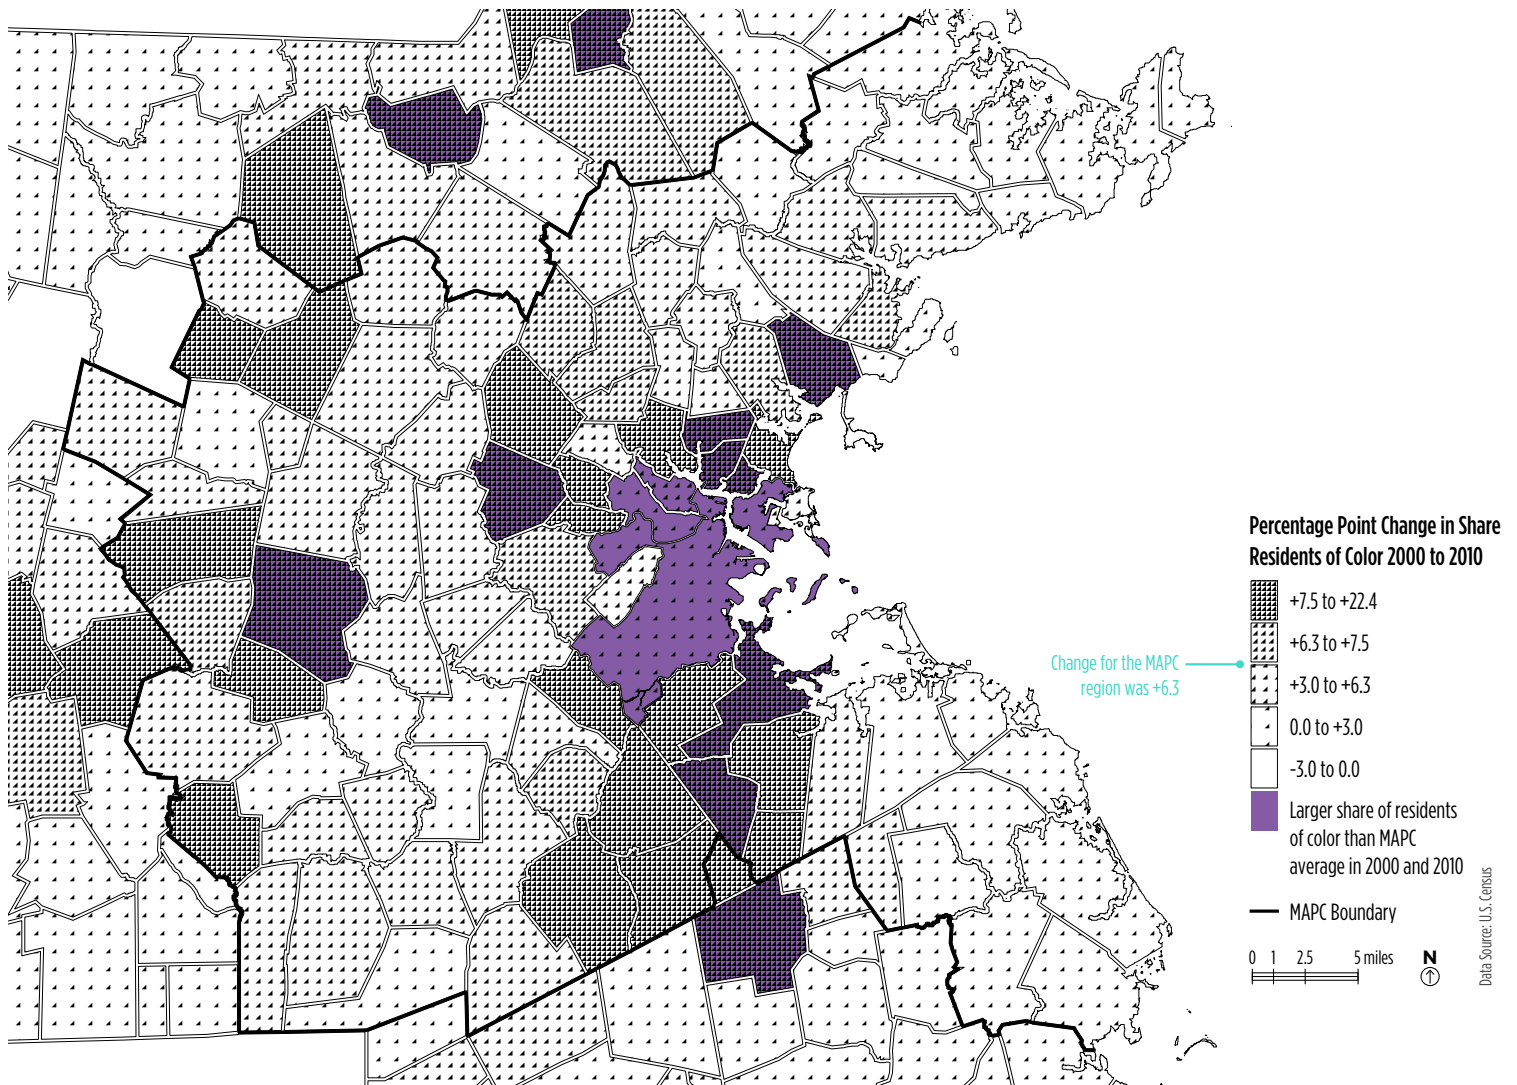 Percentage Point Change in Share
Residents of Color 2000 to 2010
+7.5 to +22.4
+6.3 to +7.5
Change for the MAPC
region was +6.3
+3.0 to +6.3
0.0 to +3.0
-3.0 to 0.0
Larger share of residents
of color than MAPC
average in 2000 and 2010
MAPC Boundary
0 1 2.5 5 miles
N
Data Source: U.S. Census